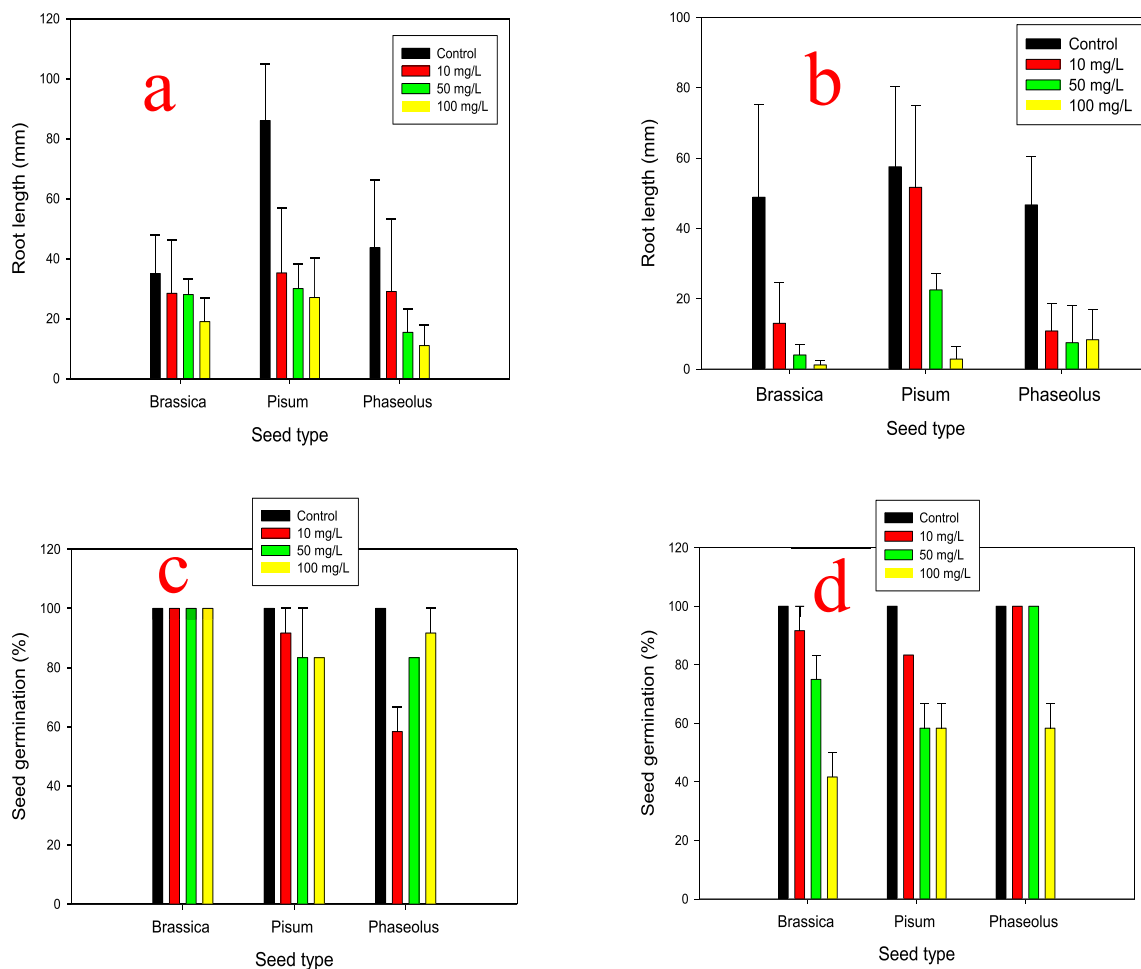 a
Root length (mm)
120
100
80
60
40
20
0
Control
10 mg/L
50 mg/L
100 mg/L
Brassica Pisum Phaseolus
Seed type
b
Root length (mm)
100
80
60
40
20
0
Control
10 mg/L
50 mg/L
100 mg/L
Brassica Pisum Phaseolus
Seed type
c
Seed germination (%)
120
100
80
60
40
20
0
Control
10 mg/L
50 mg/L
100 mg/L
Brassica Pisum Phaseolus
Seed type
d
Seed germination (%)
120
100
80
60
40
20
0
Control
10 mg/L
50 mg/L
100 mg/L
Brassica Pisum Phaseolus
Seed type